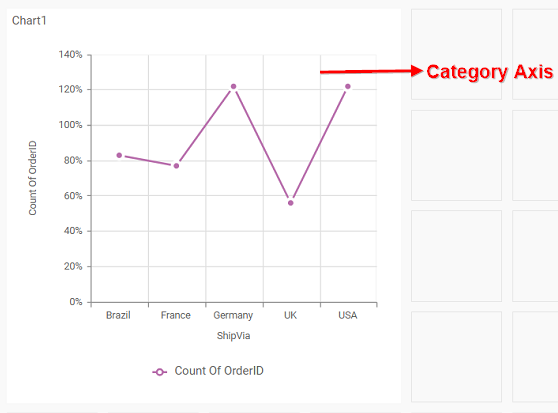 Chart1
140%
Category Axis
120%
100%
80%
60%
40%
20%
0%
Count Of OrderID
Brazil France Germany UK USA
ShipVia
Count Of OrderID